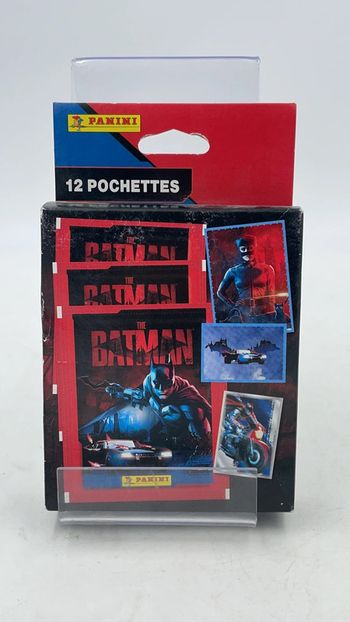 PANINI
12 POCHETTES
THE
BATMAN
THE
BATMAN
THE
BATMAN
PANINI